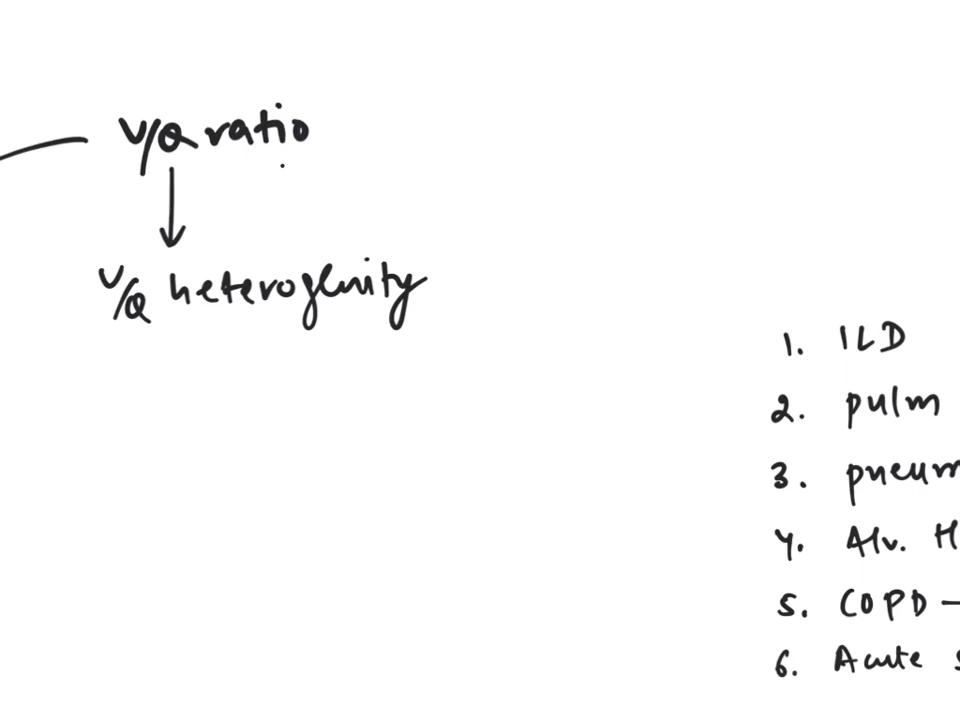 V/Q ratio
V/Q heterogenity
1. ILD
2. pulm
3. pneum
4. Alv. H
5. COPD –
6. Acute s